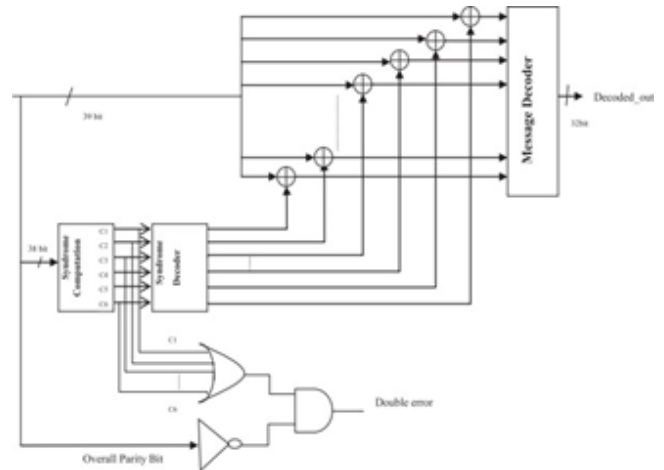 39 bit
Message Decoder
Decoded_out
32bit
38 bit
Syndrome
Computation
C1
C2
C3
C4
C5
C6
Syndrome
Decoder
C1
C6
Double error
Overall Parity Bit